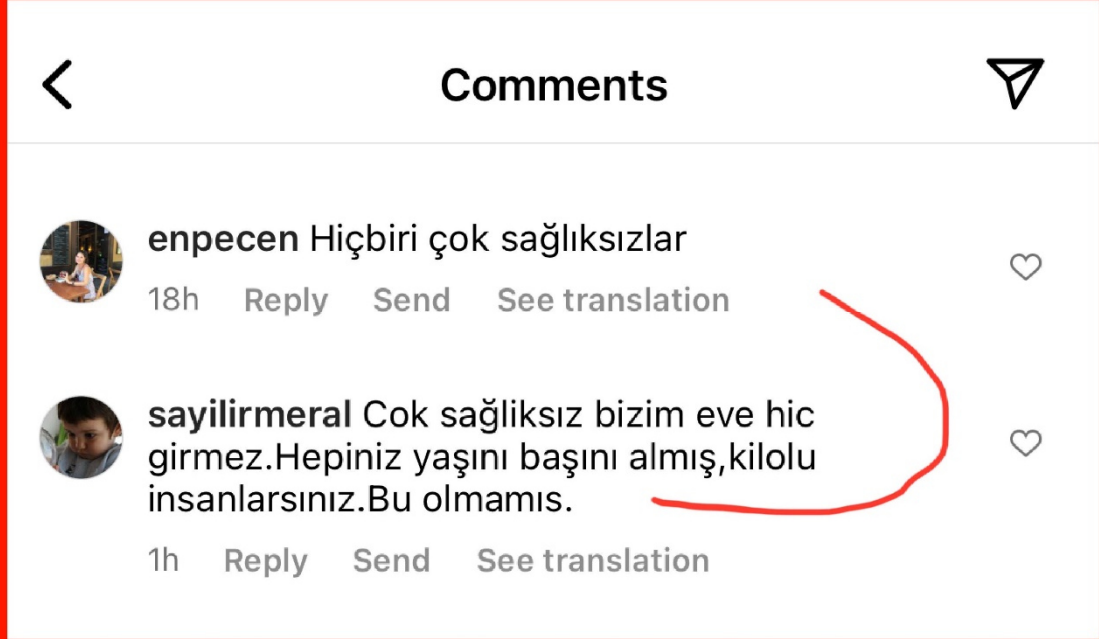 Comments
enpecen Hiçbiri çok sağlıksızlar
18h Reply Send See translation
sayilirmeral Cok sağliksız bizim eve hic
girmez.Hepiniz yaşını başını almış,kilolu
insanlarsınız.Bu olmamıs.
1h Reply Send See translation